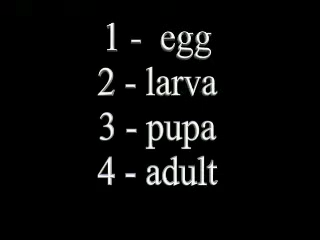 1 - egg
2 - larva
3 - pupa
4 - adult